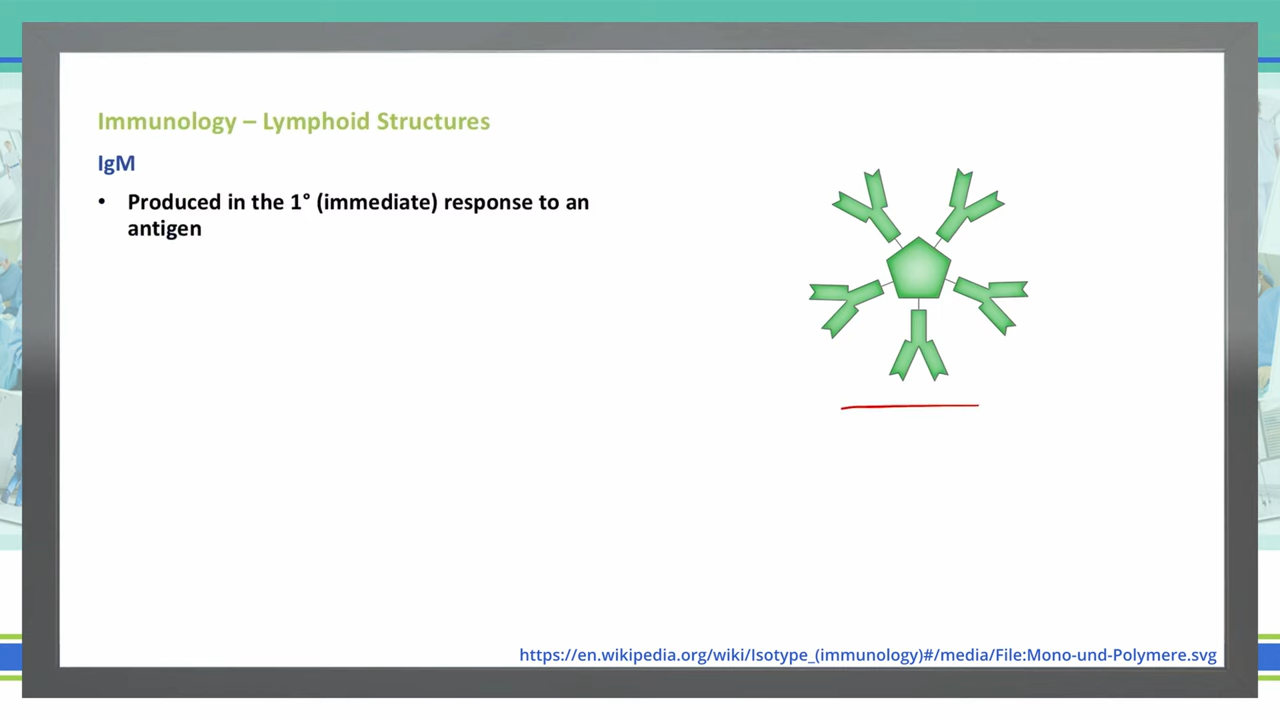 Immunology – Lymphoid Structures
IgM
• Produced in the 1° (immediate) response to an
antigen
https://en.wikipedia.org/wiki/Isotype_(immunology)#/media/File:Mono-und-Polymere.svg